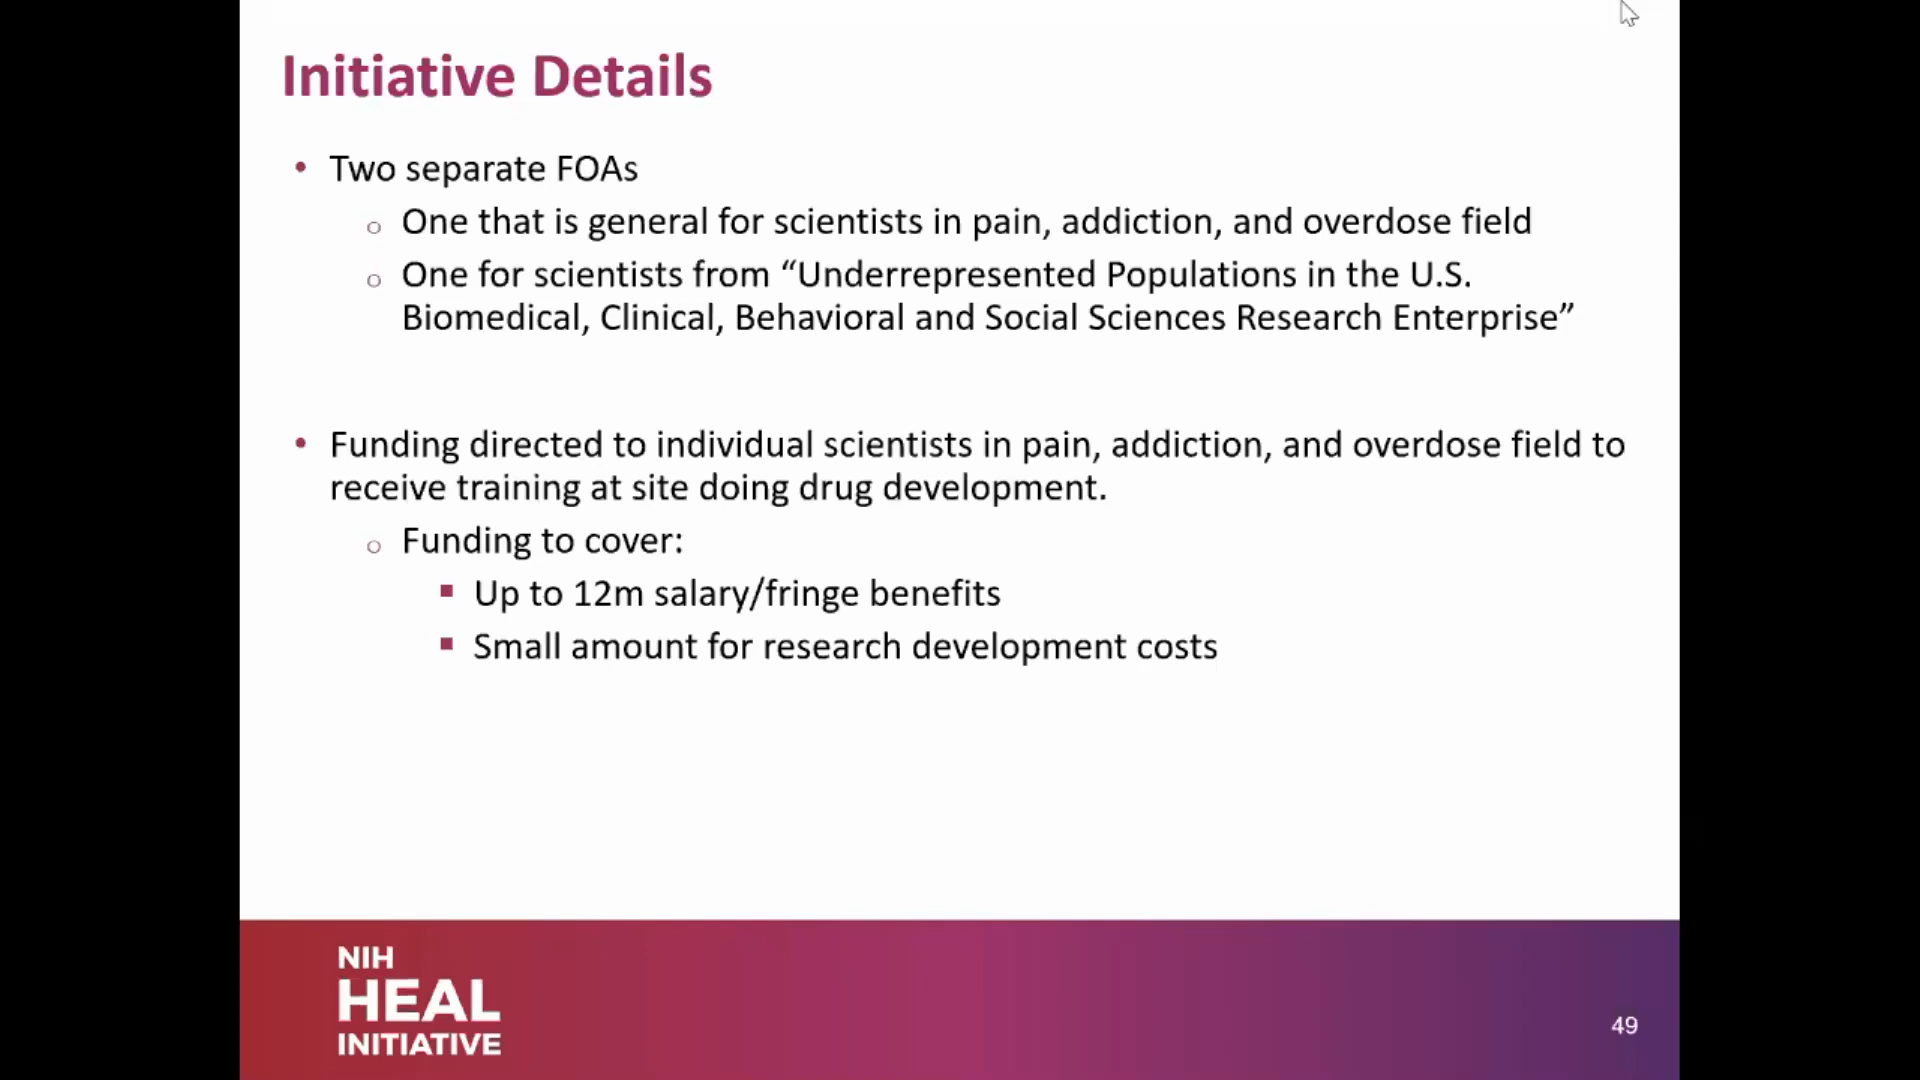 Initiative Details
• Two separate FOAs
o One that is general for scientists in pain, addiction, and overdose field
o One for scientists from “Underrepresented Populations in the U.S.
Biomedical, Clinical, Behavioral and Social Sciences Research Enterprise”
• Funding directed to individual scientists in pain, addiction, and overdose field to
receive training at site doing drug development.
o Funding to cover:
▪ Up to 12m salary/fringe benefits
▪ Small amount for research development costs
NIH
HEAL
INITIATIVE
49